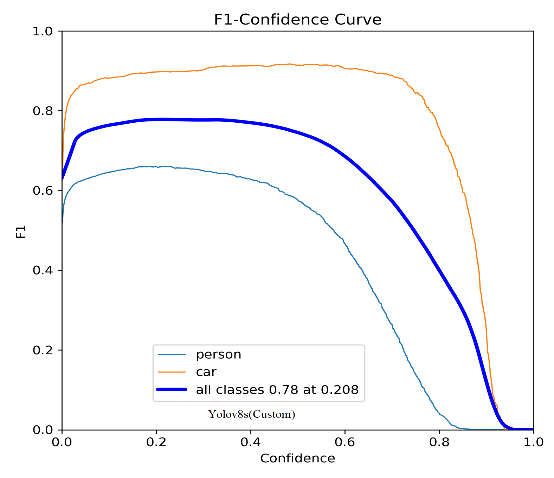 F1-Confidence Curve
1.0
0.8
0.6
0.4
0.2
0.0
F1
person
car
all classes 0.78 at 0.208
Yolov8s(Custom)
0.0 0.2 0.4 0.6 0.8 1.0
Confidence